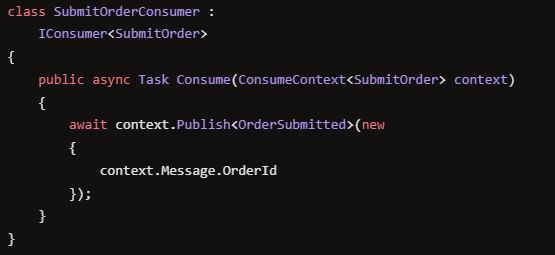 class SubmitOrderConsumer :
    IConsumer<SubmitOrder>
{
    public async Task Consume(ConsumeContext<SubmitOrder> context)
    {
        await context.Publish<OrderSubmitted>(new
        {
            context.Message.OrderId
        });
    }
}